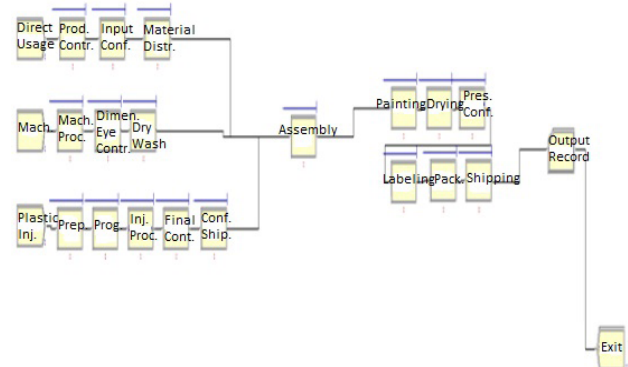 Direct
Usage
Prod.
Contr.
Input
Conf.
Material
Distr.
Mach.
Mach.
Proc.
Dimen.
Eye
Contr.
Dry
Wash
Assembly
Painting
Drying
Pres.
Conf.
Output
Record
Labeling
Pack.
Shipping
Plastic
Inj.
Prep.
Prog.
Inj.
Proc.
Final
Cont.
Conf.
Ship.
Exit